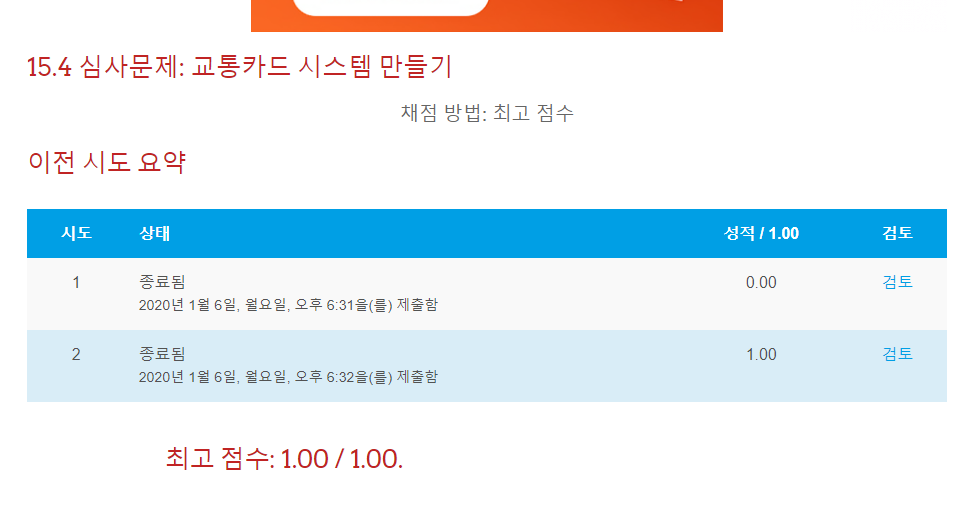 15.4 심사문제: 교통카드 시스템 만들기
채점 방법: 최고 점수
이전 시도 요약
시도 상태 성적 / 1.00 검토
1 종료됨 0.00 검토
2020년 1월 6일, 월요일, 오후 6:31을(를) 제출함
2 종료됨 1.00 검토
2020년 1월 6일, 월요일, 오후 6:32을(를) 제출함
최고 점수: 1.00 / 1.00.